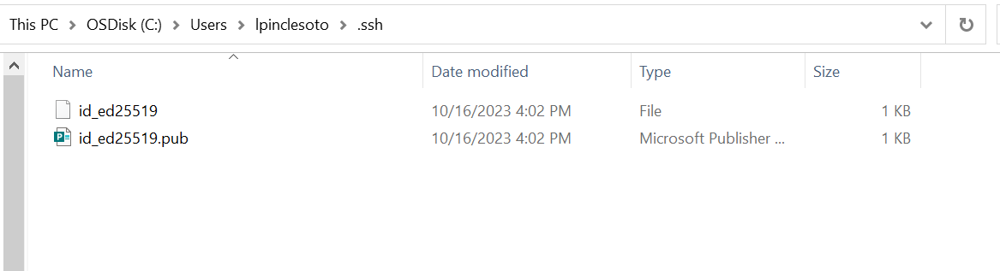 This PC > OSDisk (C:) > Users > lpinclesoto > .ssh
Name Date modified Type Size
id_ed25519 10/16/2023 4:02 PM File 1 KB
id_ed25519.pub 10/16/2023 4:02 PM Microsoft Publisher ... 1 KB